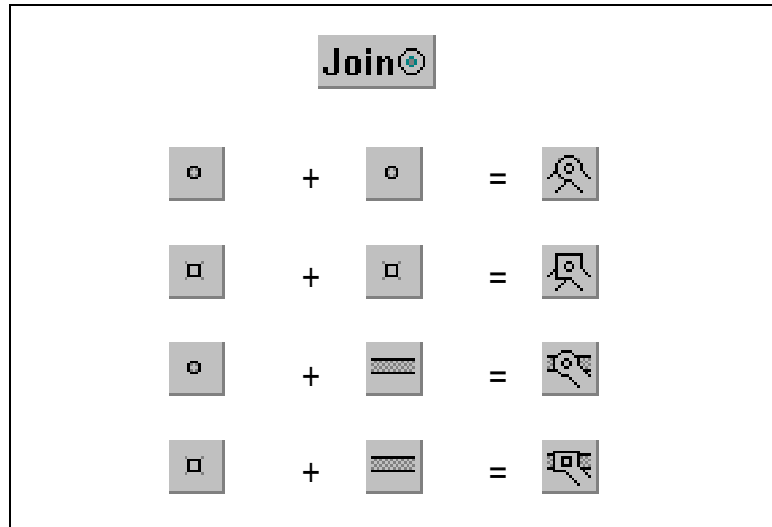 Join
+ =
+ =
+ =
+ =